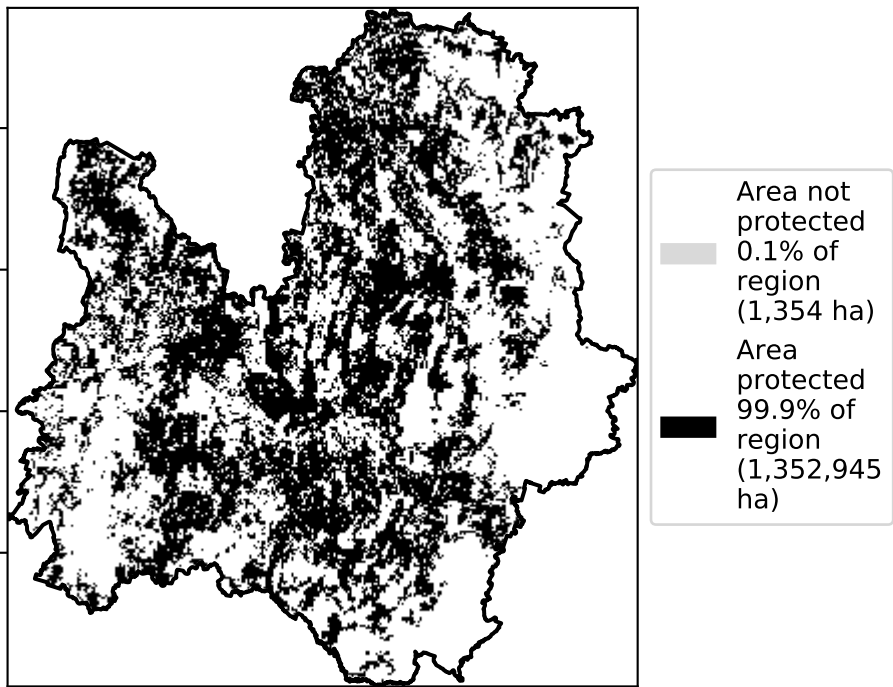 Area not
protected
0.1% of
region
(1,354 ha)
Area
protected
99.9% of
region
(1,352,945
ha)